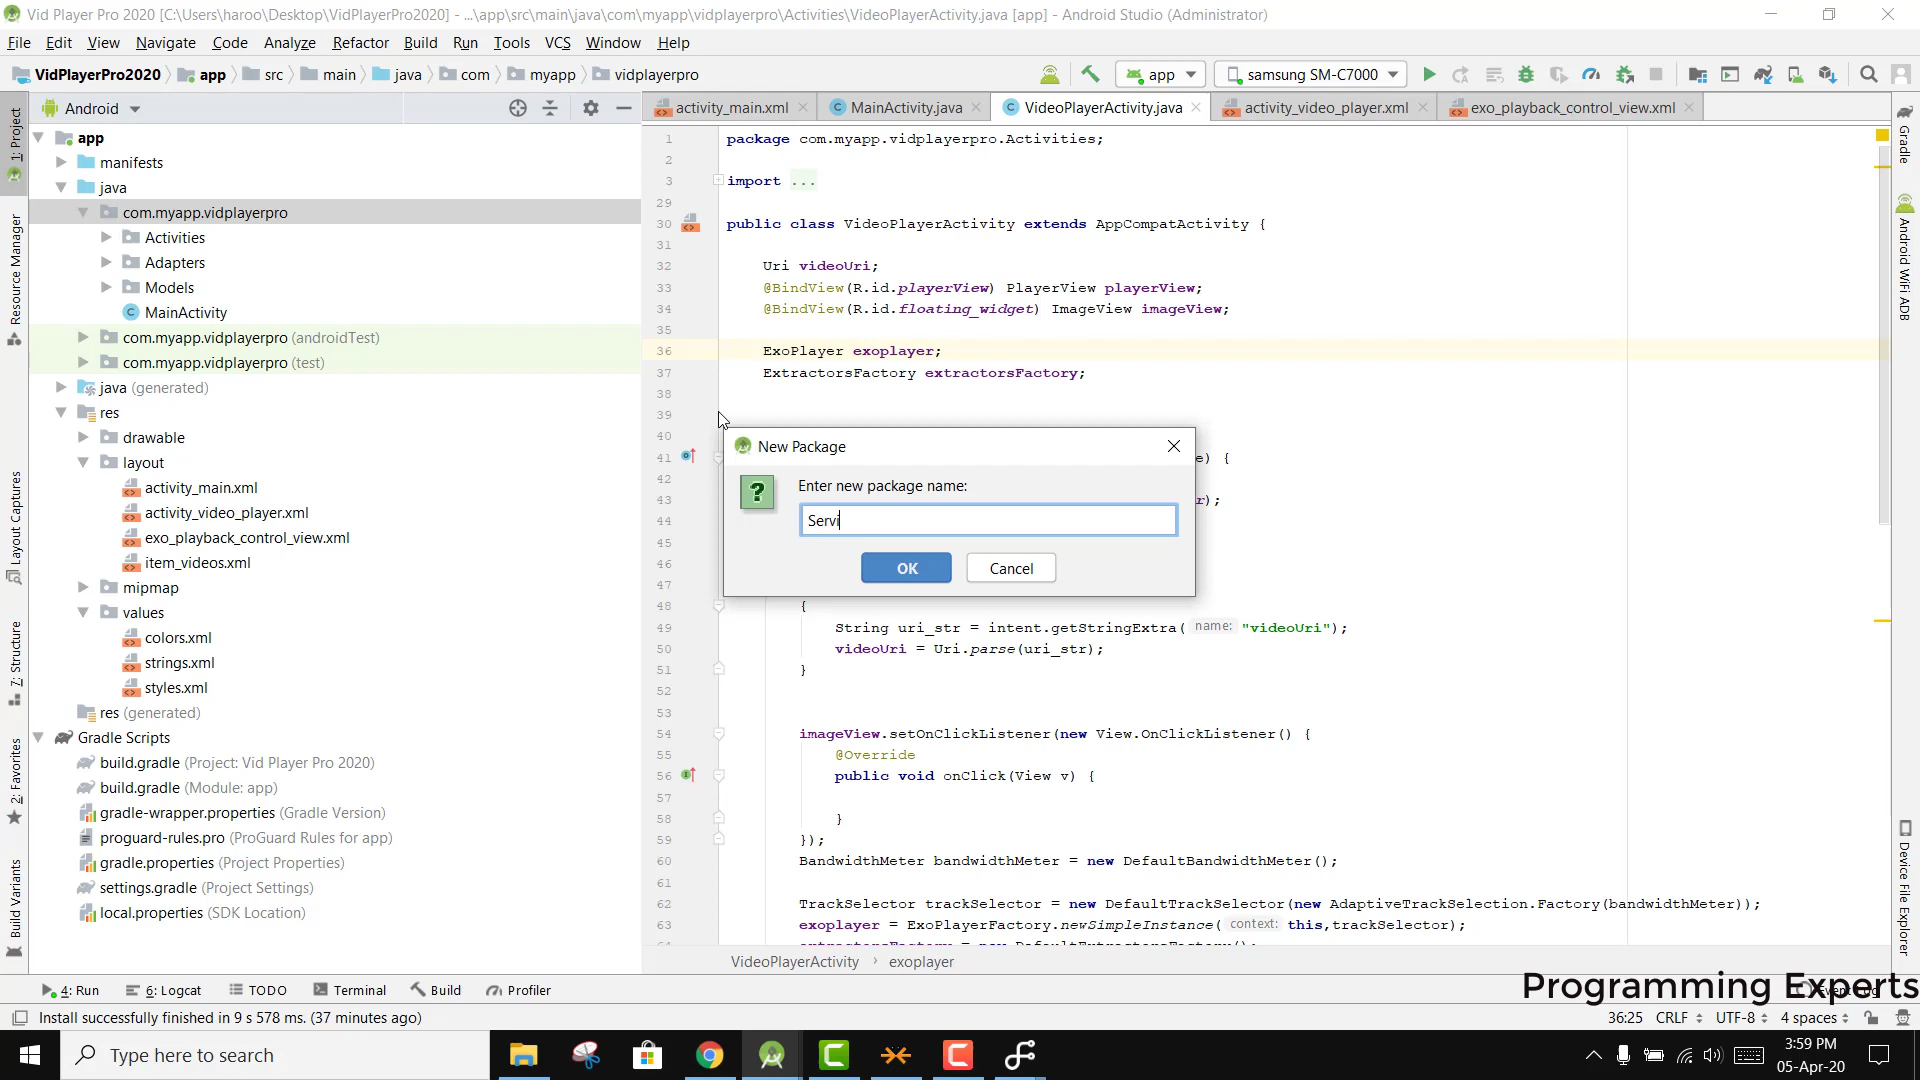 Vid Player Pro 2020 [C:\Users\haroo\Desktop\VidPlayerPro2020] - ...\app\src\main\java\com\myapp\vidplayerpro\Activities\VideoPlayerActivity.java [app] - Android Studio (Administrator)
File Edit View Navigate Code Analyze Refactor Build Run Tools VCS Window Help
VidPlayerPro2020 app src main java com myapp vidplayerpro app samsung SM-C7000
Android activity_main.xml MainActivity.java VideoPlayerActivity.java activity_video_player.xml exo_playback_control_view.xml
1: Project
Resource Manager
Layout Captures
7: Structure
2: Favorites
Build Variants
app
manifests
java
com.myapp.vidplayerpro
Activities
Adapters
Models
MainActivity
com.myapp.vidplayerpro (androidTest)
com.myapp.vidplayerpro (test)
java (generated)
res
drawable
layout
activity_main.xml
activity_video_player.xml
exo_playback_control_view.xml
item_videos.xml
mipmap
values
colors.xml
strings.xml
styles.xml
res (generated)
Gradle Scripts
build.gradle (Project: Vid Player Pro 2020)
build.gradle (Module: app)
gradle-wrapper.properties (Gradle Version)
proguard-rules.pro (ProGuard Rules for app)
gradle.properties (Project Properties)
settings.gradle (Project Settings)
local.properties (SDK Location)
1 package com.myapp.vidplayerpro.Activities;
2
3 import ...
29
30 public class VideoPlayerActivity extends AppCompatActivity {
31
32 Uri videoUri;
33 @BindView(R.id.playerView) PlayerView playerView;
34 @BindView(R.id.floating_widget) ImageView imageView;
35
36 ExoPlayer exoplayer;
37 ExtractorsFactory extractorsFactory;
38
39
40
41 e) {
42
43 r);
44
45
46
47
48 {
49 String uri_str = intent.getStringExtra( name: "videoUri");
50 videoUri = Uri.parse(uri_str);
51 }
52
53
54 imageView.setOnClickListener(new View.OnClickListener() {
55 @Override
56 public void onClick(View v) {
57
58 }
59 });
60 BandwidthMeter bandwidthMeter = new DefaultBandwidthMeter();
61
62 TrackSelector trackSelector = new DefaultTrackSelector(new AdaptiveTrackSelection.Factory(bandwidthMeter));
63 exoplayer = ExoPlayerFactory.newSimpleInstance( context: this,trackSelector);
New Package
Enter new package name:
Servi
OK Cancel
Gradle
Android WiFi ADB
Device File Explorer
VideoPlayerActivity › exoplayer
4: Run 6: Logcat TODO Terminal Build Profiler
Programming Experts
Install successfully finished in 9 s 578 ms. (37 minutes ago) 36:25 CRLF UTF-8 4 spaces
Type here to search
3:59 PM
05-Apr-20